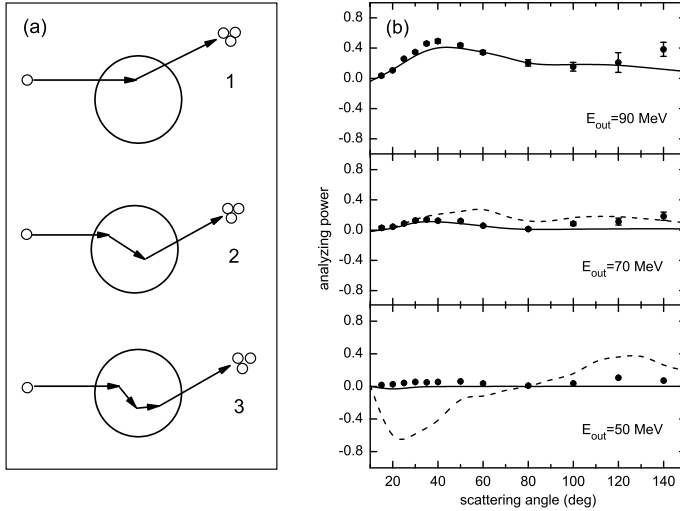 (a)
1
2
3
(b)
0.8
0.4
0.0
-0.4
-0.8
E_out=90 MeV
0.8
0.4
0.0
-0.4
-0.8
E_out=70 MeV
0.8
0.4
0.0
-0.4
-0.8
E_out=50 MeV
analyzing power
20 40 60 80 100 120 140
scattering angle (deg)